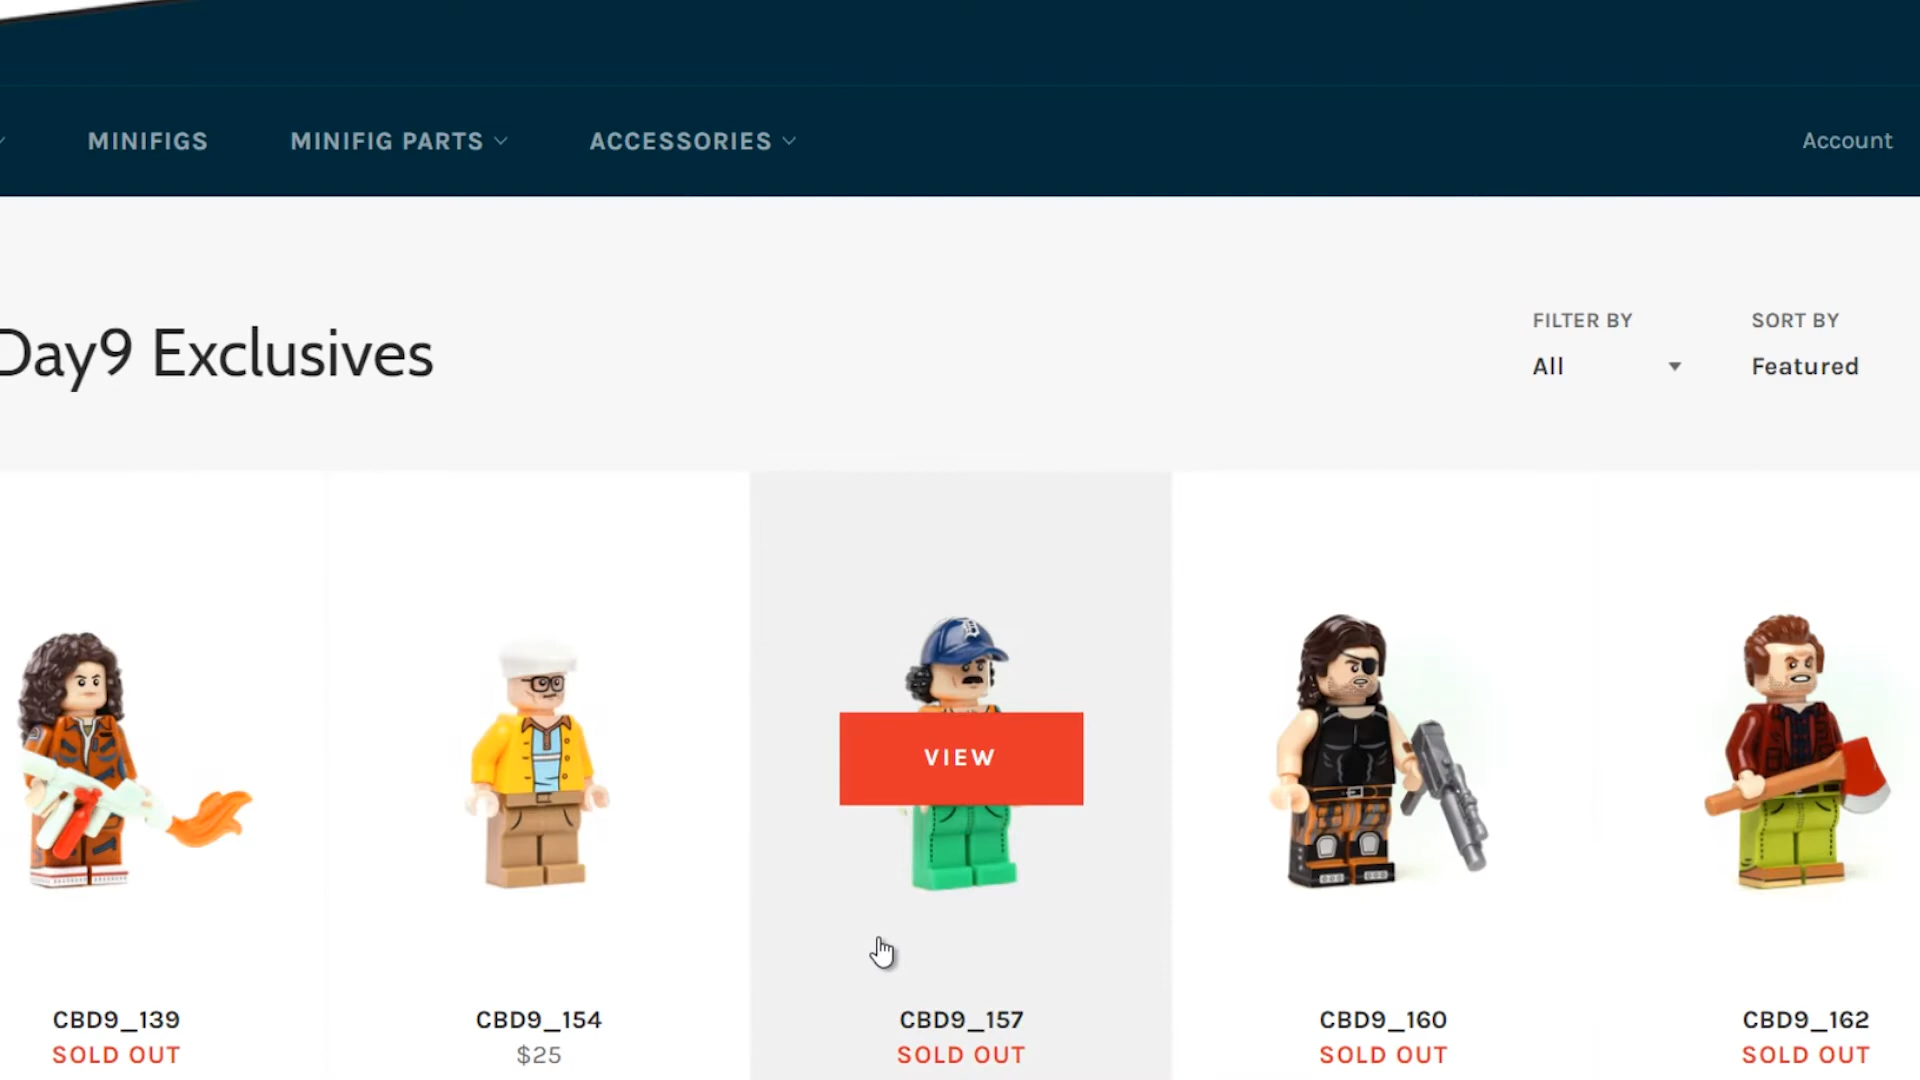 MINIFIGS MINIFIG PARTS ACCESSORIES Account
Day9 Exclusives
FILTER BY SORT BY
All Featured
VIEW
CBD9_139 CBD9_154 CBD9_157 CBD9_160 CBD9_162
SOLD OUT $25 SOLD OUT SOLD OUT SOLD OUT